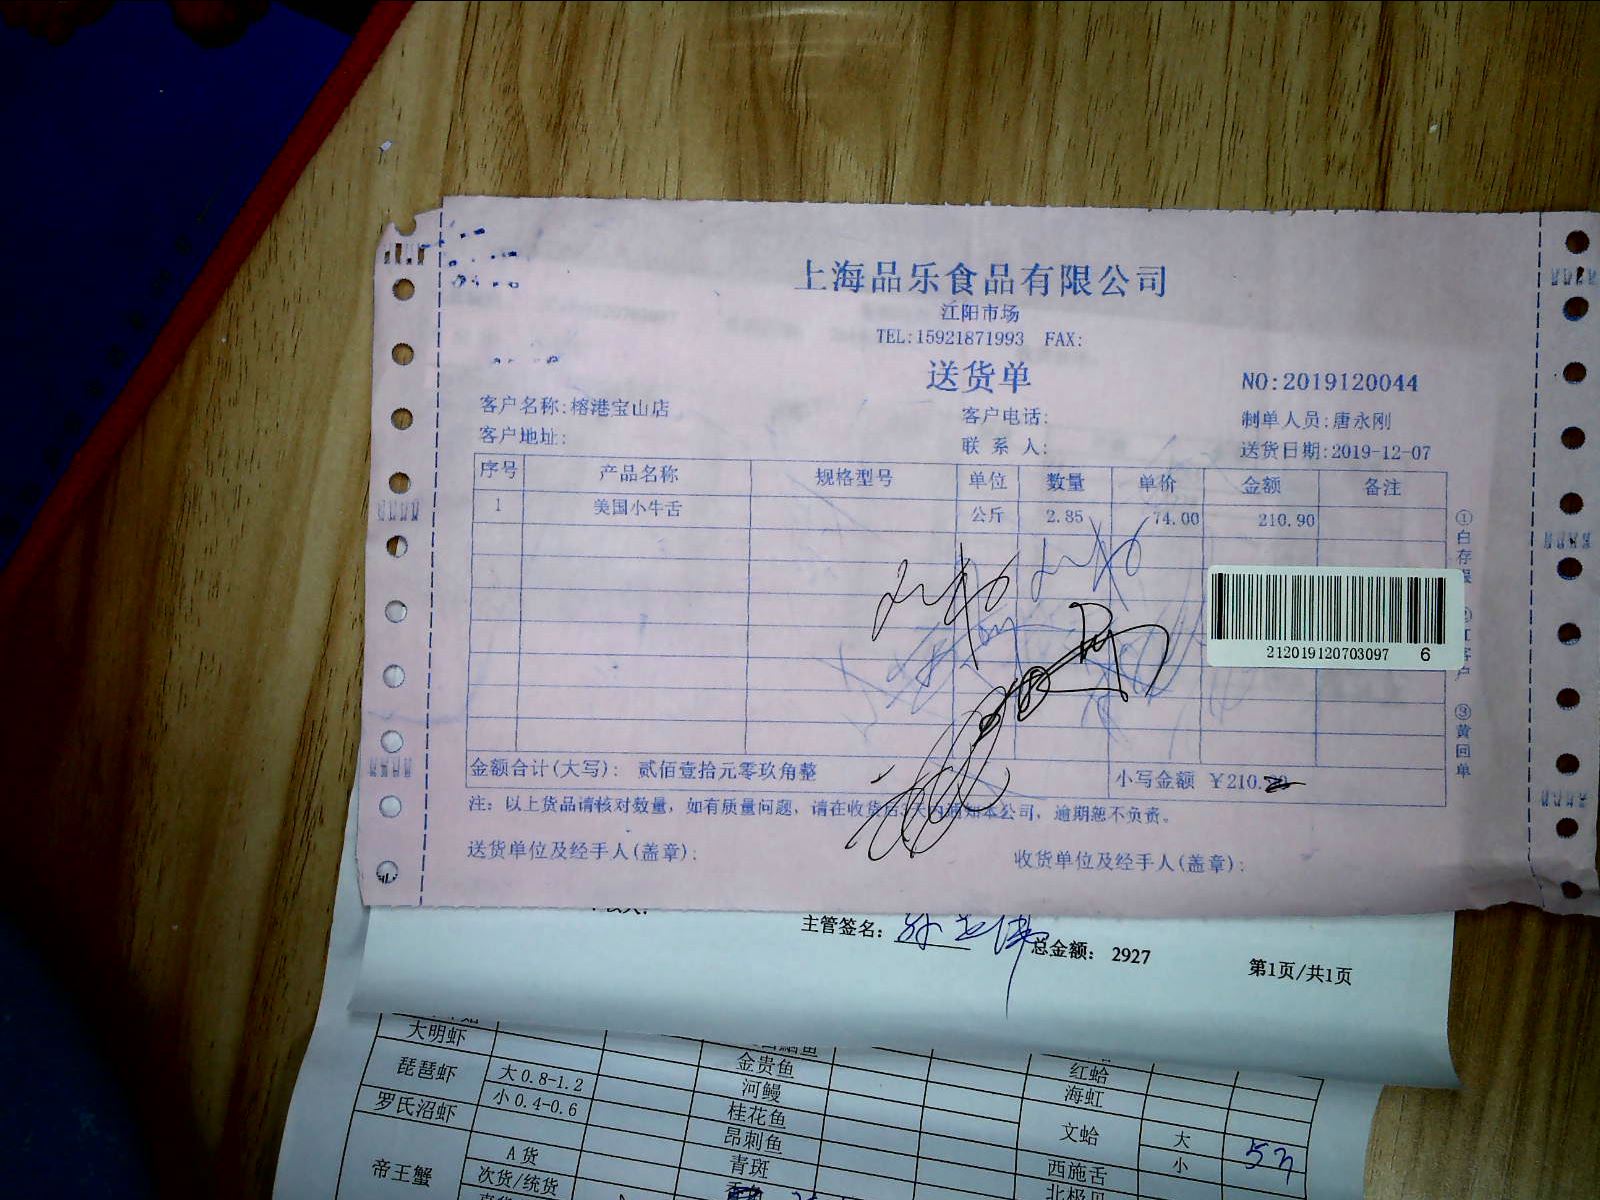 上海品乐食品有限公司
江阳市场
TEL:15921871993 FAX:
送货单
NO:2019120044
客户名称:榕港宝山店 客户电话: 制单人员:唐永刚
客户地址: 联 系 人: 送货日期:2019-12-07
序号 产品名称 规格型号 单位 数量 单价 金额 备注
1 美国小牛舌 公斤 2.85 74.00 210.90
①白存根
②红客户
③黄回单
212019120703097 6
金额合计(大写): 贰佰壹拾元零玖角整 小写金额 ￥210.
注: 以上货品请核对数量, 如有质量问题, 请在收货后3天内通知本公司, 逾期恕不负责。
送货单位及经手人(盖章): 收货单位及经手人(盖章):
主管签名: 总金额: 2927
第1页/共1页
大明虾 金贵鱼 红蛤
琵琶虾 大0.8-1.2 河鳗 海虹
小0.4-0.6 桂花鱼 文蛤 大
罗氏沼虾 昂刺鱼 小 57
帝王蟹 A货 青斑 西施舌
次货/统货 北极贝